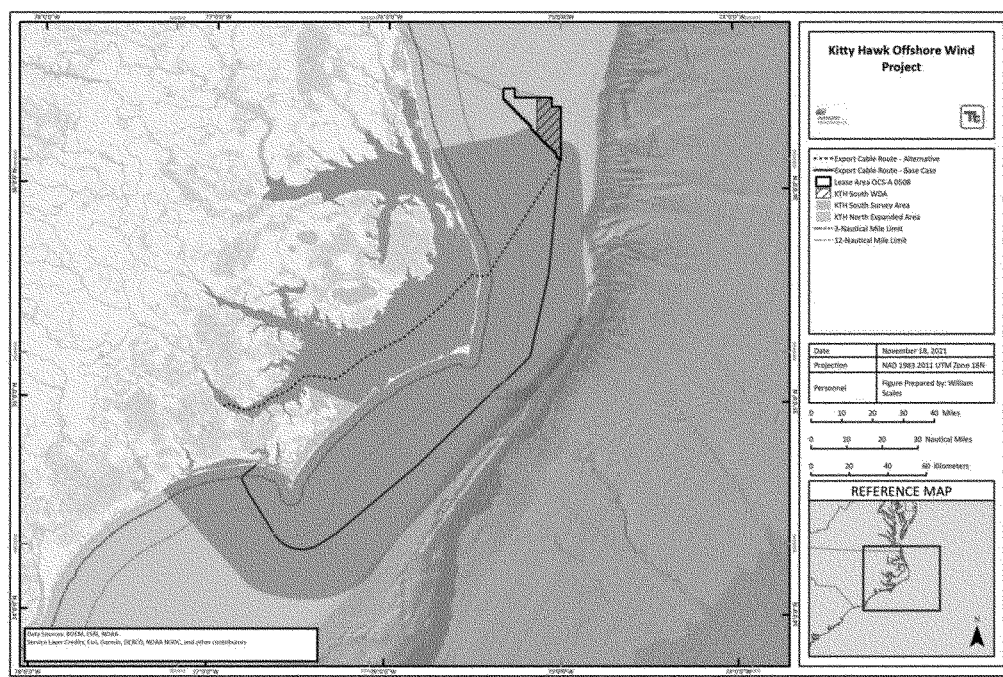 Kitty Hawk Offshore Wind
Project
Export Cable Route - Alternative
Export Cable Route - Base Case
Lease Area OCS-A 0508
KTH South WDA
KTH South Survey Area
KTH North Expanded Area
3-Nautical Mile Limit
12-Nautical Mile Limit
Date November 18, 2021
Projection NAD 1983 2011 UTM Zone 18N
Personnel Figure Prepared by: William
Scales
0 10 20 30 40 Miles
0 10 20 30 Nautical Miles
0 20 40 60 Kilometers
REFERENCE MAP
N
Data Sources: BOEM, ESRI, NOAA
Service Layer Credits: Esri, Garmin, GEBCO, NOAA NGDC, and other contributors